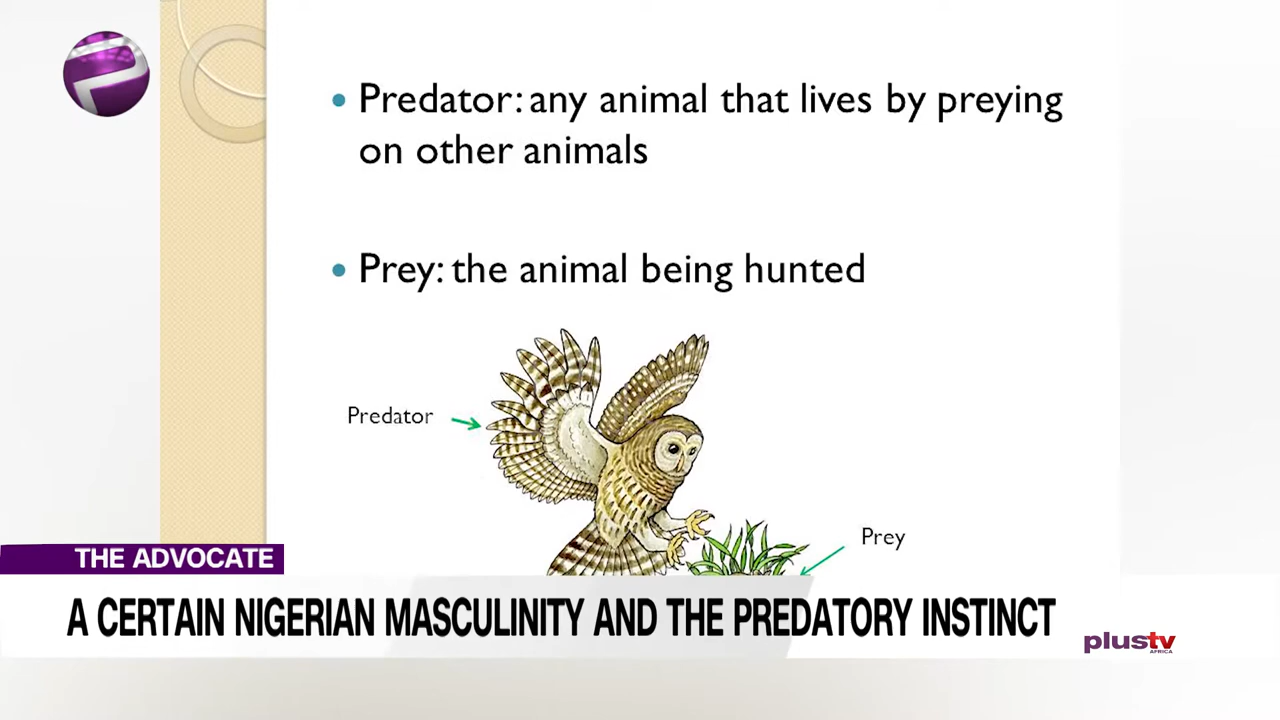 • Predator: any animal that lives by preying
on other animals
• Prey: the animal being hunted
Predator
Prey
THE ADVOCATE
A CERTAIN NIGERIAN MASCULINITY AND THE PREDATORY INSTINCT
plustv
AFRICA